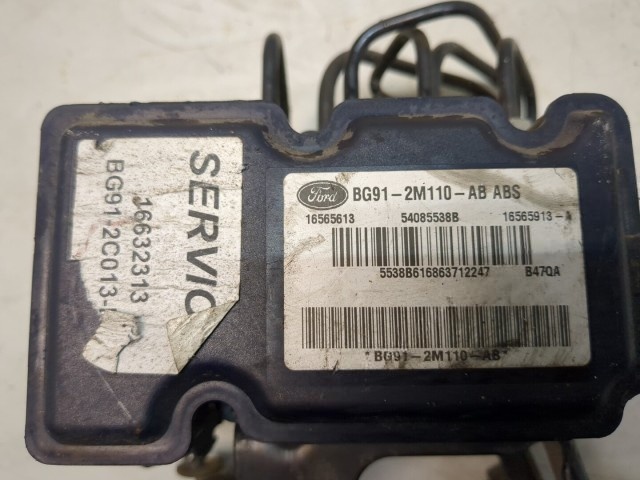 SERVIC
16632313
BG91-2C013-
Ford BG91-2M110-AB ABS
16565613 54085538B 16565913-A
5538B616863712247 B47QA
*BG91-2M110-AB*